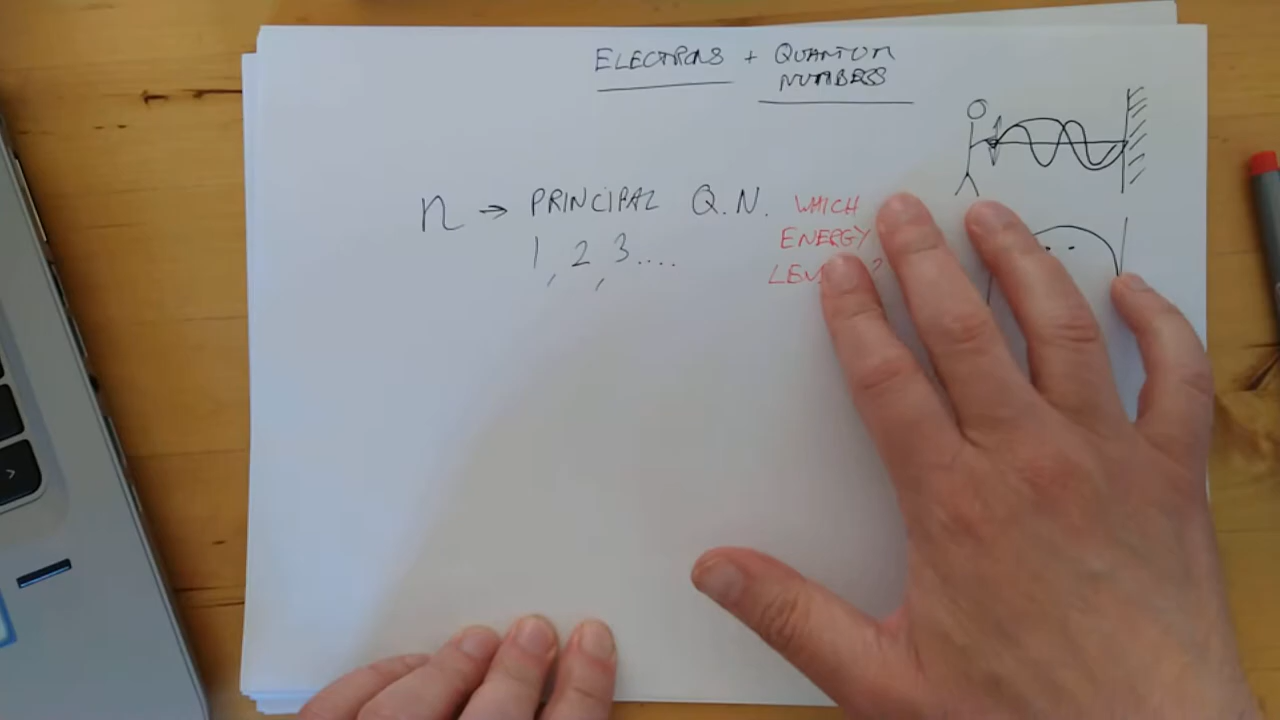 ELECTRONS + QUANTUM
NUMBERS
n → PRINCIPAL Q.N.
1, 2, 3....
WHICH
ENERGY
?